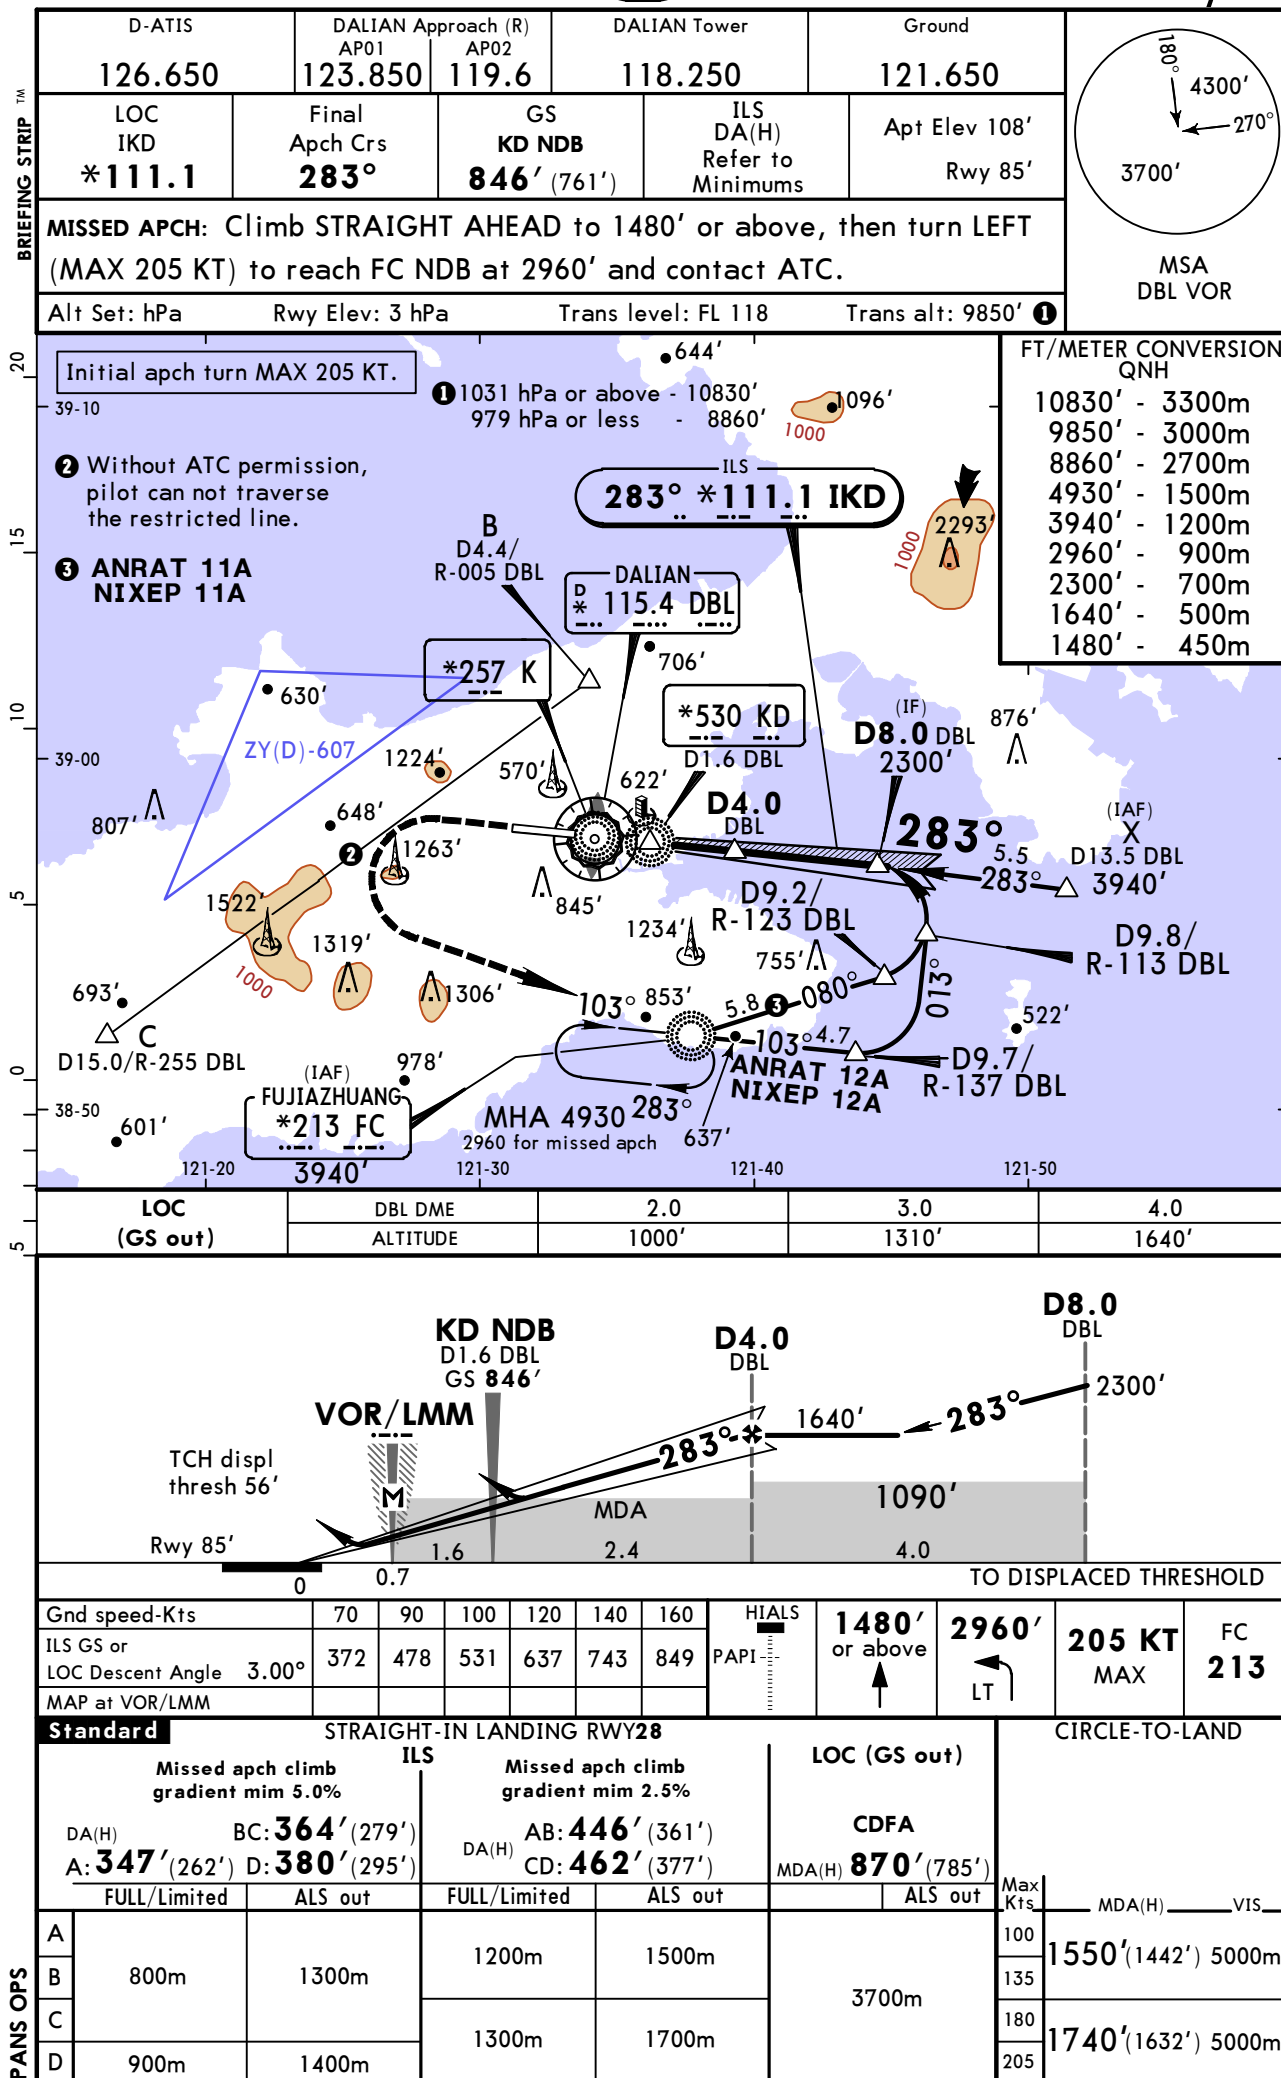 D-ATIS
126.650
DALIAN Approach (R)
AP01 AP02
123.850 119.6
DALIAN Tower
118.250
Ground
121.650
BRIEFING STRIP TM
LOC
IKD
*111.1
Final
Apch Crs
283°
GS
KD NDB
846' (761')
ILS
DA(H)
Refer to
Minimums
Apt Elev 108'
Rwy 85'
180°
4300'
270°
3700'
MSA
DBL VOR
MISSED APCH: Climb STRAIGHT AHEAD to 1480' or above, then turn LEFT
(MAX 205 KT) to reach FC NDB at 2960' and contact ATC.
Alt Set: hPa Rwy Elev: 3 hPa Trans level: FL 118 Trans alt: 9850' 1
Initial apch turn MAX 205 KT.
1 1031 hPa or above - 10830'
979 hPa or less - 8860'
2 Without ATC permission,
pilot can not traverse
the restricted line.
3 ANRAT 11A
NIXEP 11A
FT/METER CONVERSION
QNH
10830' - 3300m
9850' - 3000m
8860' - 2700m
4930' - 1500m
3940' - 1200m
2960' - 900m
2300' - 700m
1640' - 500m
1480' - 450m
20
15
10
5
0
5
39-10
39-00
38-50
644'
1096'
1000
ILS
283° *111.1 IKD
2293'
1000
B
D4.4/
R-005 DBL
DALIAN
D
* 115.4 DBL
*257 K
706'
*530 KD
D1.6 DBL
630'
ZY(D)-607
1224'
570'
622'
D4.0
DBL
(IF)
D8.0 DBL
2300'
876'
807'
648'
2
1263'
283°
5.5
283°
(IAF)
X
D13.5 DBL
3940'
845'
D9.2/
R-123 DBL
1522'
1319'
1000
1306'
1234'
755'
D9.8/
R-113 DBL
693'
C
D15.0/R-255 DBL
103°
853'
5.8
3
080°
013°
522'
978'
103°
4.7
ANRAT 12A
NIXEP 12A
D9.7/
R-137 DBL
(IAF)
FUJIAZHUANG
*213 FC
3940'
MHA 4930
2960 for missed apch
283°
637'
601'
121-20
121-30
121-40
121-50
LOC
(GS out)
DBL DME 2.0 3.0 4.0
ALTITUDE 1000' 1310' 1640'
D8.0
DBL
2300'
KD NDB
D1.6 DBL
GS 846'
D4.0
DBL
VOR/LMM
1640'
283°
283°
TCH displ
thresh 56'
M
MDA
1090'
Rwy 85'
1.6
2.4
4.0
0
0.7
TO DISPLACED THRESHOLD
Gnd speed-Kts 70 90 100 120 140 160
ILS GS or
LOC Descent Angle 3.00° 372 478 531 637 743 849
MAP at VOR/LMM
HIALS
PAPI
1480'
or above
2960'
LT
205 KT
MAX
FC
213
Standard
STRAIGHT-IN LANDING RWY28
CIRCLE-TO-LAND
ILS
Missed apch climb
gradient mim 5.0%
Missed apch climb
gradient mim 2.5%
LOC (GS out)
CDFA
DA(H)
BC: 364' (279')
A: 347' (262') D: 380' (295')
DA(H)
AB: 446' (361')
CD: 462' (377')
MDA(H) 870' (785')
FULL/Limited ALS out FULL/Limited ALS out ALS out
Max
Kts
MDA(H) VIS
A
B
C
D
800m
1300m
900m
1400m
1200m
1500m
1300m
1700m
3700m
100
135
1550' (1442') 5000m
180
205
1740' (1632') 5000m
PANS OPS